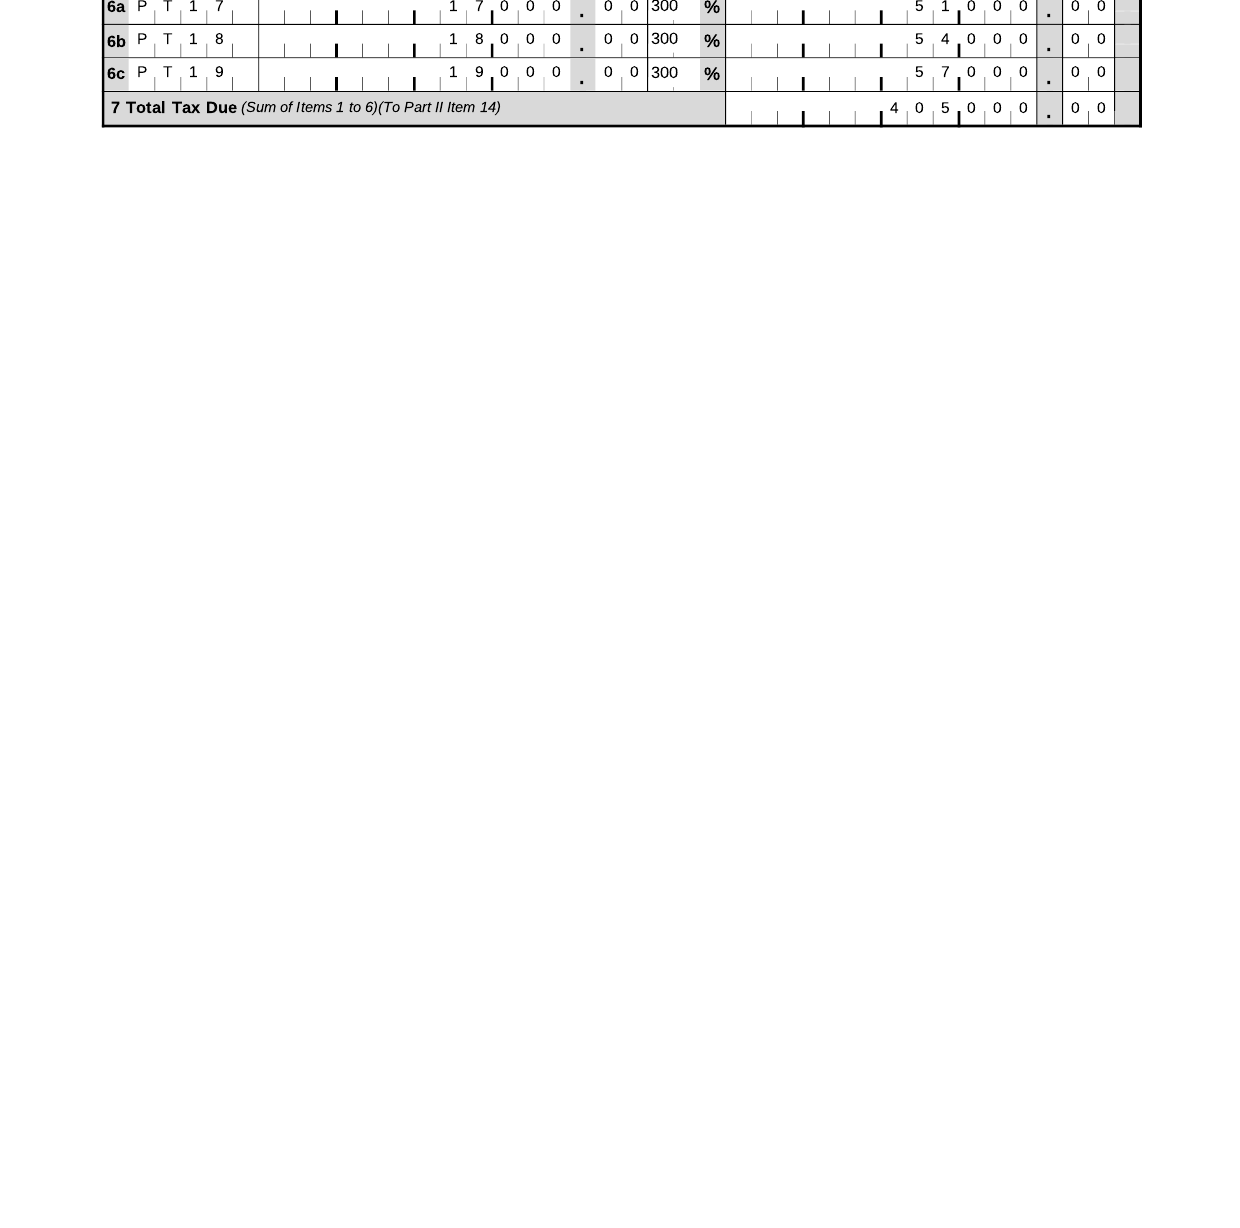 6a P T 1 7 1 7 0 0 0 . 0 0 300 % 5 1 0 0 0 . 0 0
6b P T 1 8 1 8 0 0 0 . 0 0 300 % 5 4 0 0 0 . 0 0
6c P T 1 9 1 9 0 0 0 . 0 0 300 % 5 7 0 0 0 . 0 0
7 Total Tax Due (Sum of Items 1 to 6)(To Part II Item 14) 4 0 5 0 0 0 . 0 0